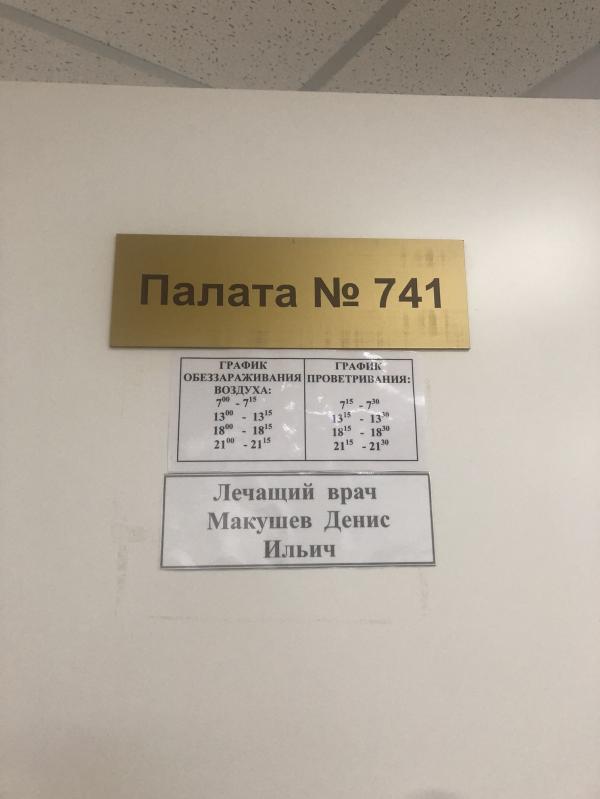 Палата № 741
ГРАФИК
ОБЕЗЗАРАЖИВАНИЯ
ВОЗДУХА:
7⁰⁰ - 7¹⁵
13⁰⁰ - 13¹⁵
18⁰⁰ - 18¹⁵
21⁰⁰ - 21¹⁵
ГРАФИК
ПРОВЕТРИВАНИЯ:
7¹⁵ - 7³⁰
13¹⁵ - 13³⁰
18¹⁵ - 18³⁰
21¹⁵ - 21³⁰
Лечащий врач
Макушев Денис
Ильич